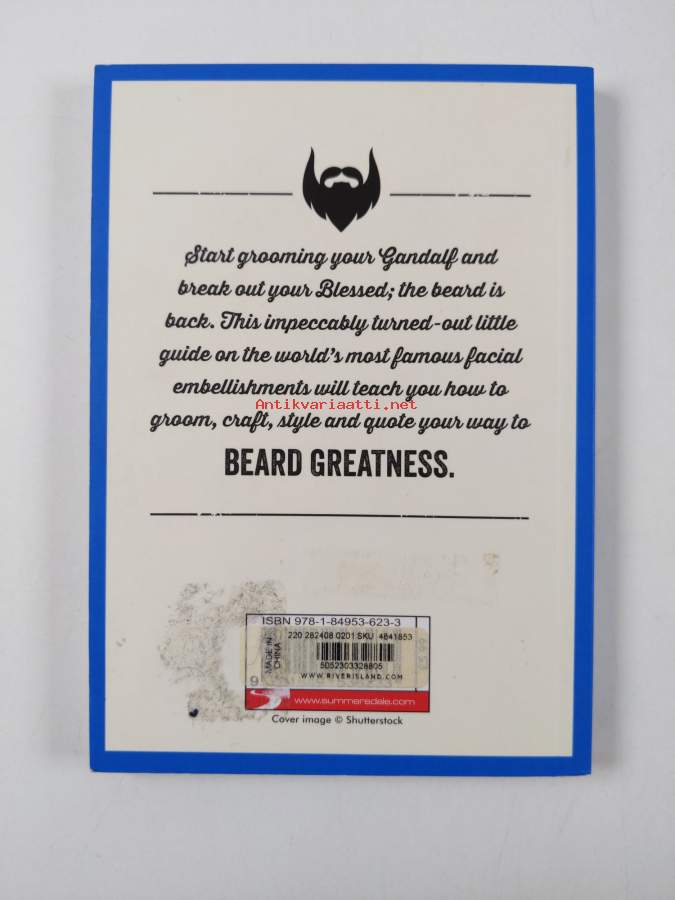 Start grooming your Gandalf and
break out your Blessed; the beard is
back. This impeccably turned-out little
guide on the world's most famous facial
embellishments will teach you how to
Antikvariaatti.net
groom, craft, style and quote your way to
BEARD GREATNESS.
ISBN 978-1-84953-623-3
220 282408 0201 SKU 4841853
MADE IN
CHINA
5052303328805
WWW.RIVERISLAND.COM
www.summersdale.com
Cover image © Shutterstock